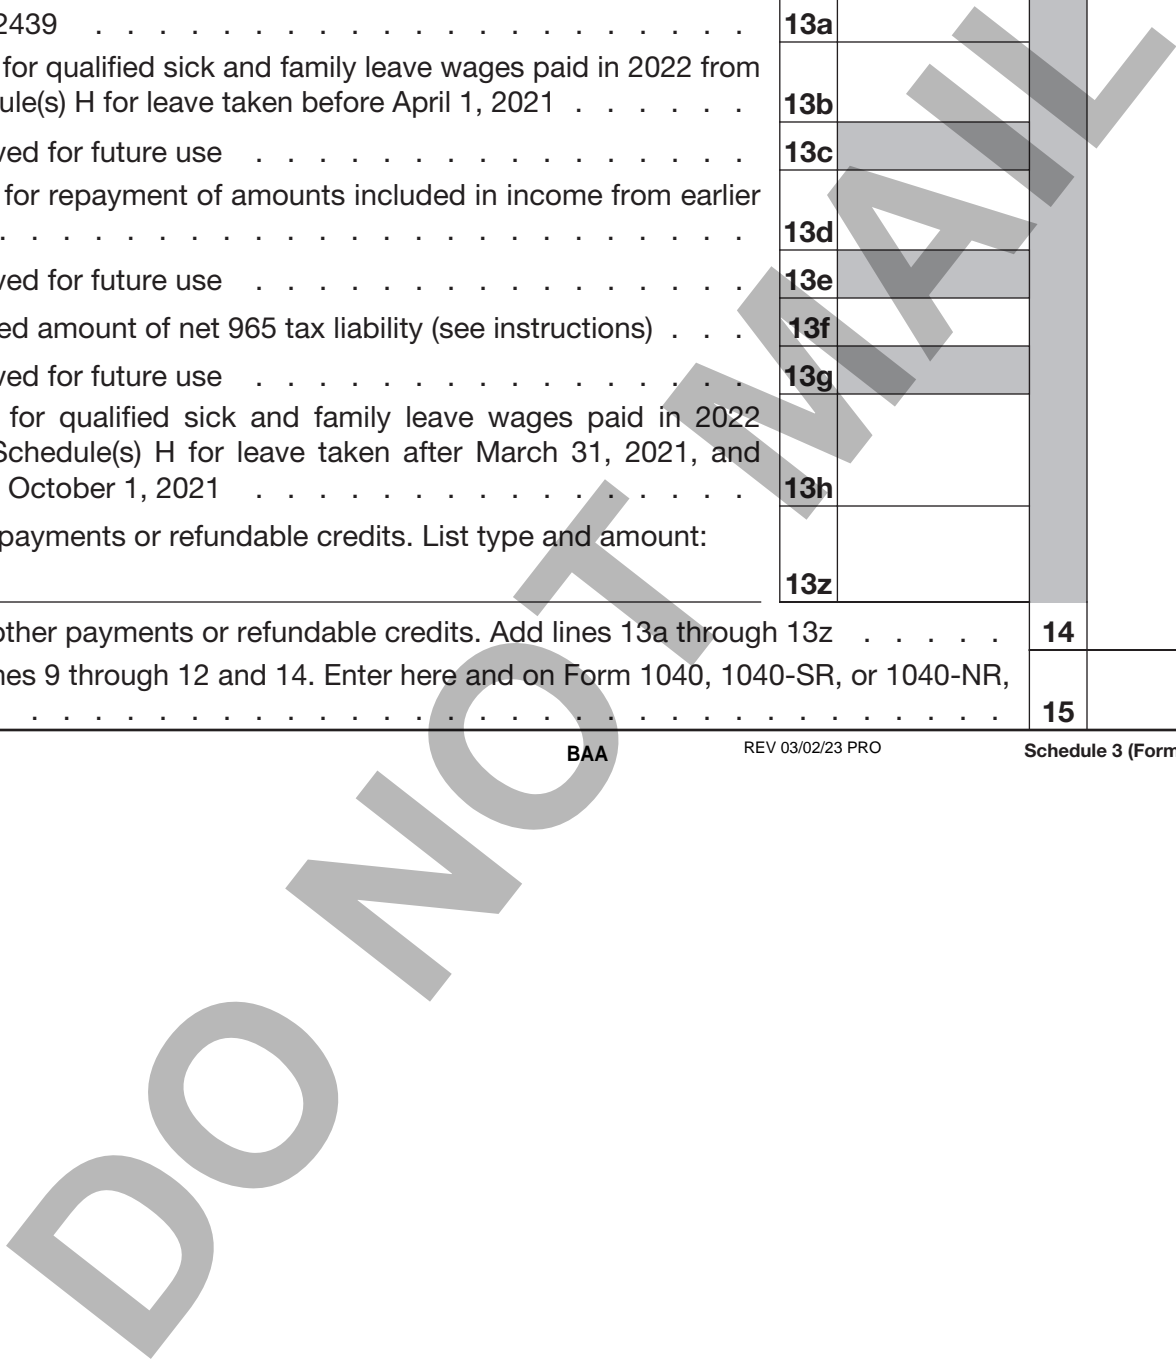 2439 . . . . . . . . . . . . . . . . . . . . . 13a
for qualified sick and family leave wages paid in 2022 from
ule(s) H for leave taken before April 1, 2021 . . . . . . 13b
ved for future use . . . . . . . . . . . . . . . . 13c
for repayment of amounts included in income from earlier
. . . . . . . . . . . . . . . . . . . . . . . . 13d
ved for future use . . . . . . . . . . . . . . . . 13e
ed amount of net 965 tax liability (see instructions) . . . 13f
ved for future use . . . . . . . . . . . . . . . . 13g
for qualified sick and family leave wages paid in 2022
Schedule(s) H for leave taken after March 31, 2021, and
October 1, 2021 . . . . . . . . . . . . . . . . 13h
payments or refundable credits. List type and amount:
13z
other payments or refundable credits. Add lines 13a through 13z . . . . . 14
nes 9 through 12 and 14. Enter here and on Form 1040, 1040-SR, or 1040-NR,
. . . . . . . . . . . . . . . . . . . . . . . . . . . . . . . 15
BAA REV 03/02/23 PRO Schedule 3 (Form
DO NOT MAIL